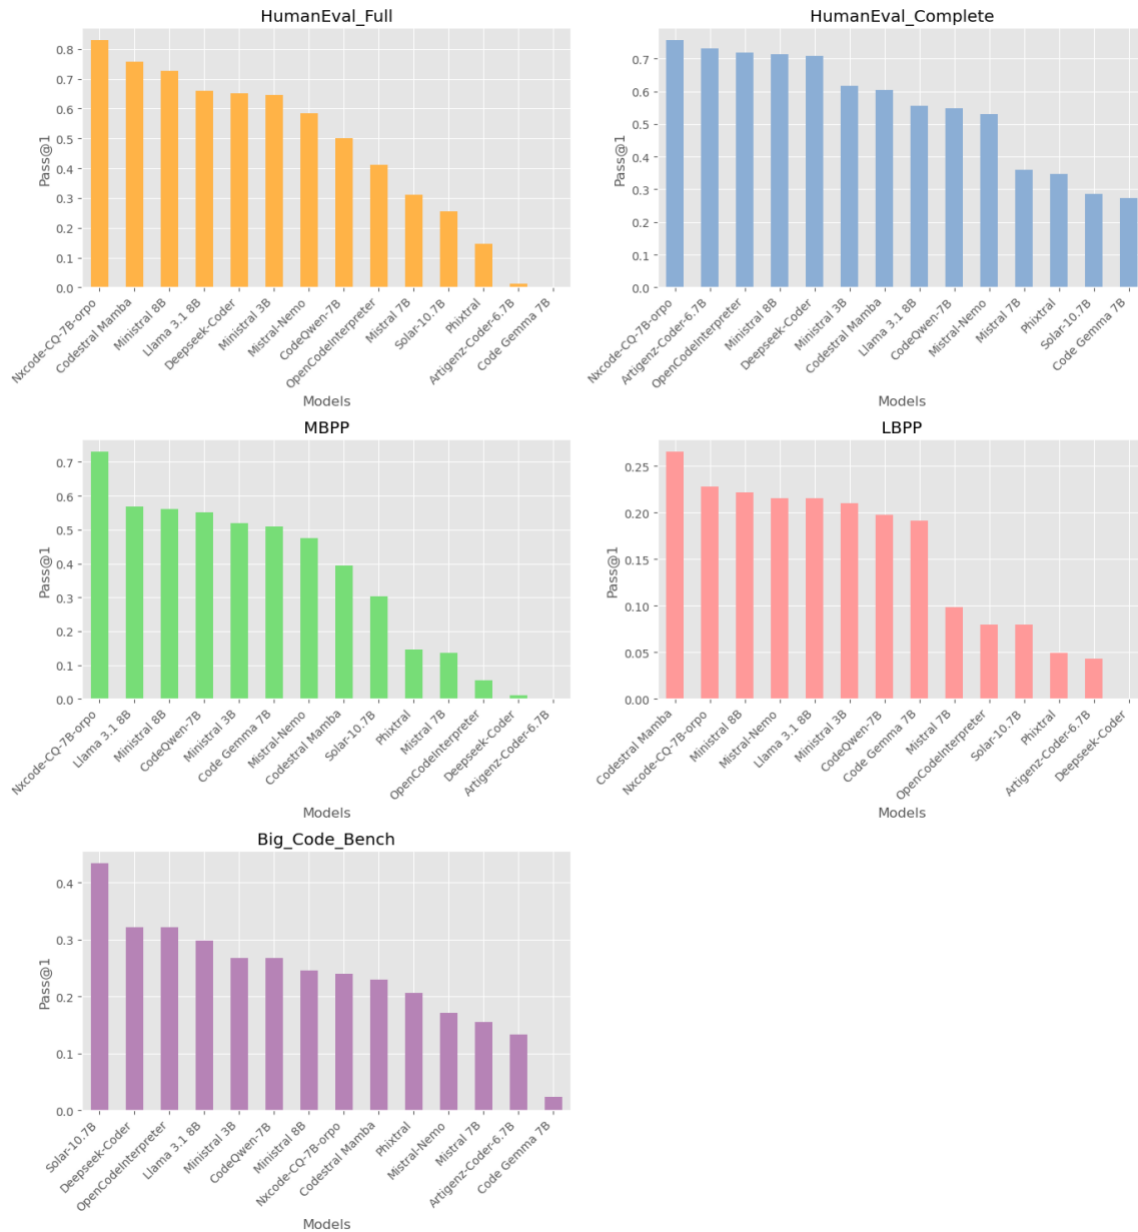 HumanEval_Full
Pass@1
0.8
0.7
0.6
0.5
0.4
0.3
0.2
0.1
0.0
Nxcode-CQ-7B-orpo
Codestral Mamba
Ministral 8B
Llama 3.1 8B
Deepseek-Coder
Ministral 3B
Mistral-Nemo
CodeQwen-7B
OpenCodeInterpreter
Mistral 7B
Solar-10.7B
Phixtral
Artigenz-Coder-6.7B
Code Gemma 7B
Models
HumanEval_Complete
Pass@1
0.7
0.6
0.5
0.4
0.3
0.2
0.1
0.0
Nxcode-CQ-7B-orpo
Artigenz-Coder-6.7B
OpenCodeInterpreter
Ministral 8B
Deepseek-Coder
Ministral 3B
Codestral Mamba
Llama 3.1 8B
CodeQwen-7B
Mistral-Nemo
Mistral 7B
Phixtral
Solar-10.7B
Code Gemma 7B
Models
MBPP
Pass@1
0.7
0.6
0.5
0.4
0.3
0.2
0.1
0.0
Nxcode-CQ-7B-orpo
Llama 3.1 8B
Ministral 8B
CodeQwen-7B
Ministral 3B
Code Gemma 7B
Mistral-Nemo
Codestral Mamba
Solar-10.7B
Phixtral
Mistral 7B
OpenCodeInterpreter
Deepseek-Coder
Artigenz-Coder-6.7B
Models
LBPP
Pass@1
0.25
0.20
0.15
0.10
0.05
0.00
Codestral Mamba
Nxcode-CQ-7B-orpo
Ministral 8B
Mistral-Nemo
Llama 3.1 8B
Ministral 3B
CodeQwen-7B
Code Gemma 7B
Mistral 7B
OpenCodeInterpreter
Solar-10.7B
Phixtral
Artigenz-Coder-6.7B
Deepseek-Coder
Models
Big_Code_Bench
Pass@1
0.4
0.3
0.2
0.1
0.0
Solar-10.7B
Deepseek-Coder
OpenCodeInterpreter
Llama 3.1 8B
Ministral 3B
CodeQwen-7B
Ministral 8B
Nxcode-CQ-7B-orpo
Codestral Mamba
Phixtral
Mistral-Nemo
Mistral 7B
Artigenz-Coder-6.7B
Code Gemma 7B
Models